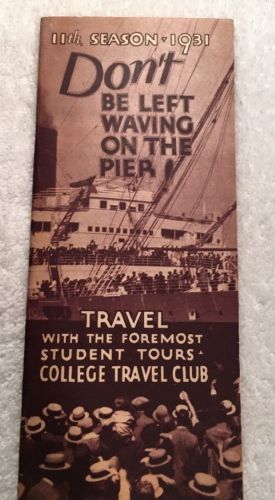 11th SEASON · 1931
Don't
BE LEFT
WAVING
ON THE
PIER!
TRAVEL
WITH THE FOREMOST
STUDENT TOURS ·
COLLEGE TRAVEL CLUB